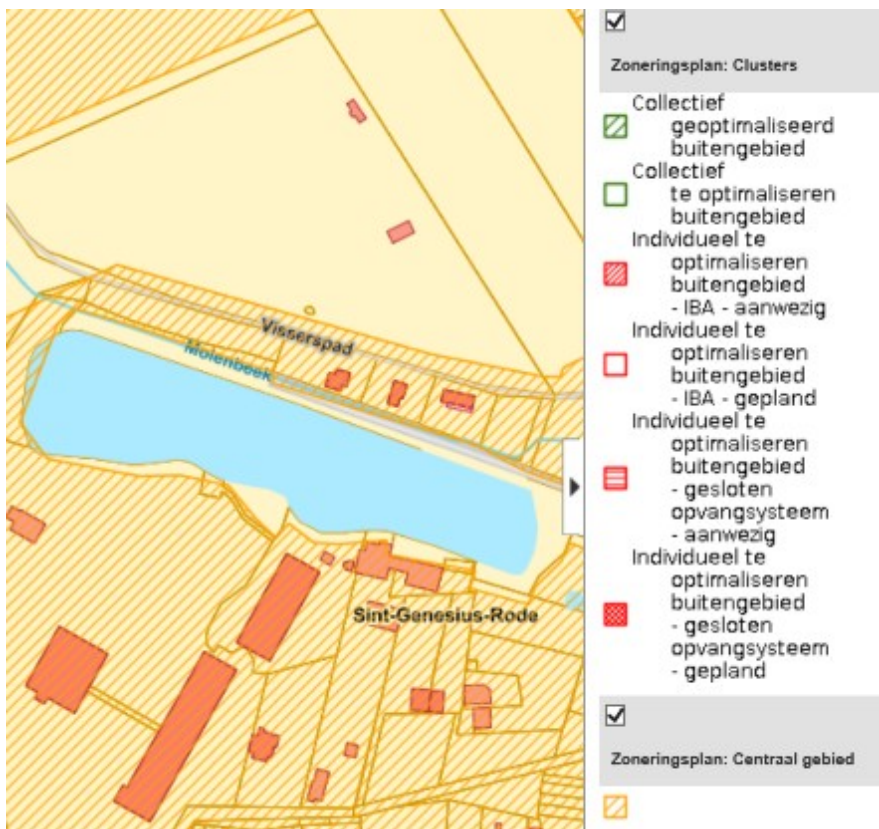 Visserspad
Molenbeek
Sint-Genesius-Rode
Zoneringsplan: Clusters
Collectief
geoptimaliseerd
buitengebied
Collectief
te optimaliseren
buitengebied
Individueel te
optimaliseren
buitengebied
- IBA - aanwezig
Individueel te
optimaliseren
buitengebied
- IBA - gepland
Individueel te
optimaliseren
buitengebied
- gesloten
opvangsysteem
- aanwezig
Individueel te
optimaliseren
buitengebied
- gesloten
opvangsysteem
- gepland
Zoneringsplan: Centraal gebied